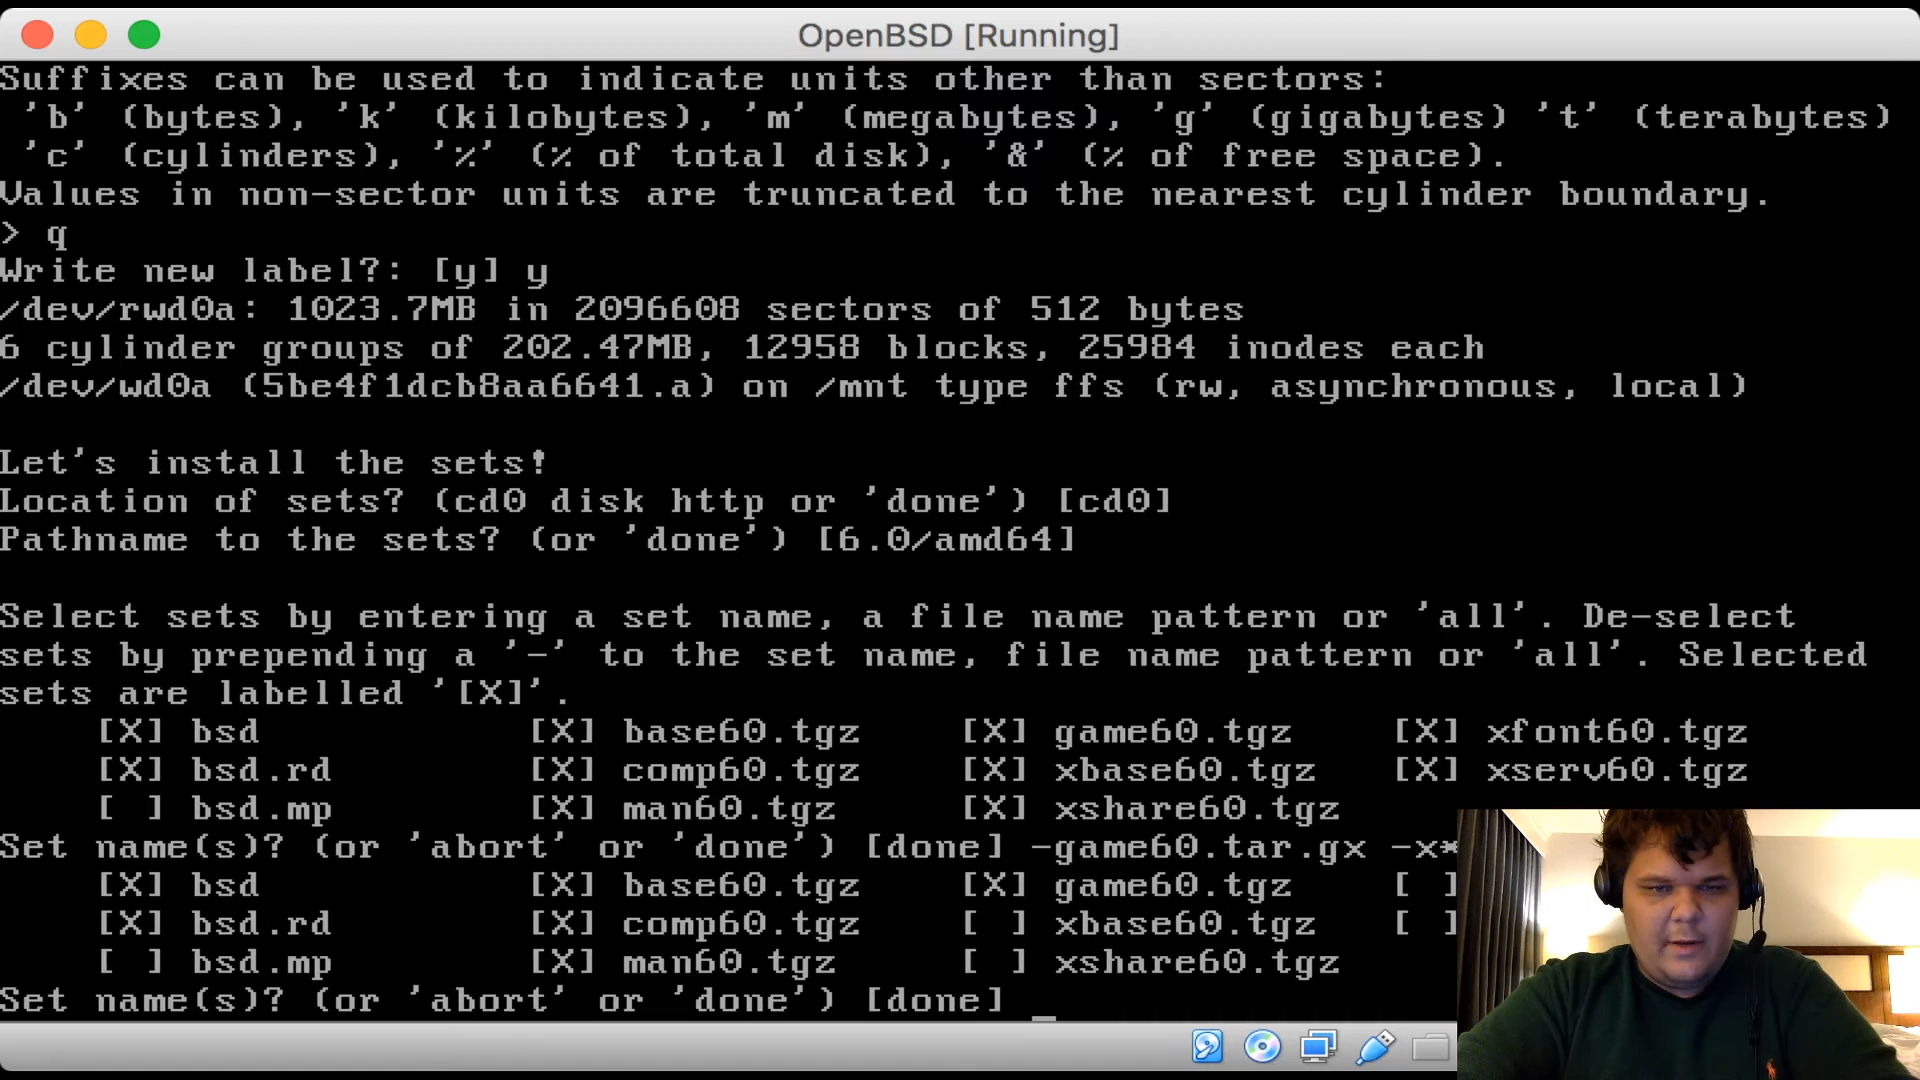 OpenBSD [Running]
Suffixes can be used to indicate units other than sectors:
'b' (bytes), 'k' (kilobytes), 'm' (megabytes), 'g' (gigabytes) 't' (terabytes)
'c' (cylinders), '%' (% of total disk), '&' (% of free space).
Values in non-sector units are truncated to the nearest cylinder boundary.
> q
Write new label?: [y] y
/dev/rwd0a: 1023.7MB in 2096608 sectors of 512 bytes
6 cylinder groups of 202.47MB, 12958 blocks, 25984 inodes each
/dev/wd0a (5be4f1dcb8aa6641.a) on /mnt type ffs (rw, asynchronous, local)
Let's install the sets!
Location of sets? (cd0 disk http or 'done') [cd0]
Pathname to the sets? (or 'done') [6.0/amd64]
Select sets by entering a set name, a file name pattern or 'all'. De-select
sets by prepending a '-' to the set name, file name pattern or 'all'. Selected
sets are labelled '[X]'.
[X] bsd [X] base60.tgz [X] game60.tgz [X] xfont60.tgz
[X] bsd.rd [X] comp60.tgz [X] xbase60.tgz [X] xserv60.tgz
[ ] bsd.mp [X] man60.tgz [X] xshare60.tgz
Set name(s)? (or 'abort' or 'done') [done] -game60.tar.gx -x*
[X] bsd [X] base60.tgz [X] game60.tgz [ ]
[X] bsd.rd [X] comp60.tgz [ ] xbase60.tgz [ ]
[ ] bsd.mp [X] man60.tgz [ ] xshare60.tgz
Set name(s)? (or 'abort' or 'done') [done]